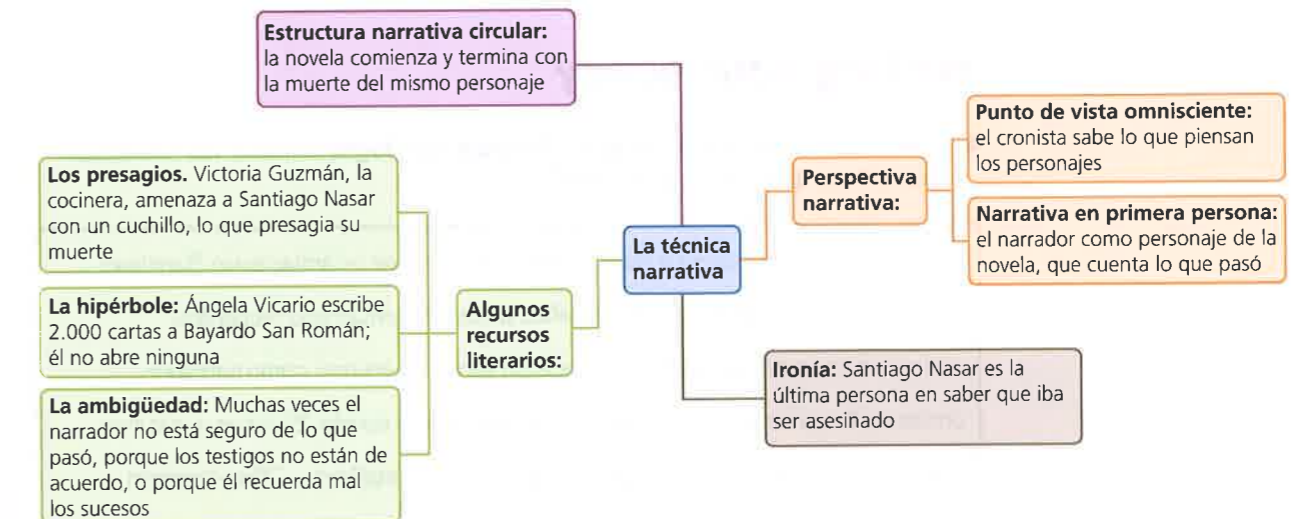 Estructura narrativa circular:
la novela comienza y termina con
la muerte del mismo personaje
Los presagios. Victoria Guzmán, la
cocinera, amenaza a Santiago Nasar
con un cuchillo, lo que presagia su
muerte
La hipérbole: Ángela Vicario escribe
2.000 cartas a Bayardo San Román;
él no abre ninguna
La ambigüedad: Muchas veces el
narrador no está seguro de lo que
pasó, porque los testigos no están de
acuerdo, o porque él recuerda mal
los sucesos
Algunos
recursos
literarios:
La técnica
narrativa
Perspectiva
narrativa:
Punto de vista omnisciente:
el cronista sabe lo que piensan
los personajes
Narrativa en primera persona:
el narrador como personaje de la
novela, que cuenta lo que pasó
Ironía: Santiago Nasar es la
última persona en saber que iba
ser asesinado